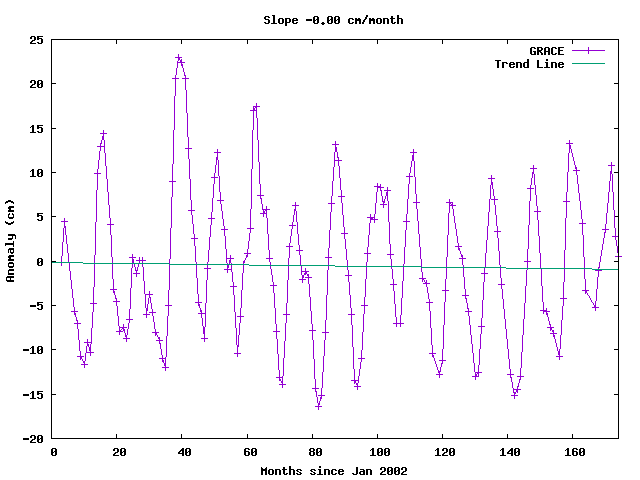 Slope -0.00 cm/month
25
20
15
10
5
0
-5
-10
-15
-20
Anomaly (cm)
GRACE
Trend Line
0 20 40 60 80 100 120 140 160
Months since Jan 2002